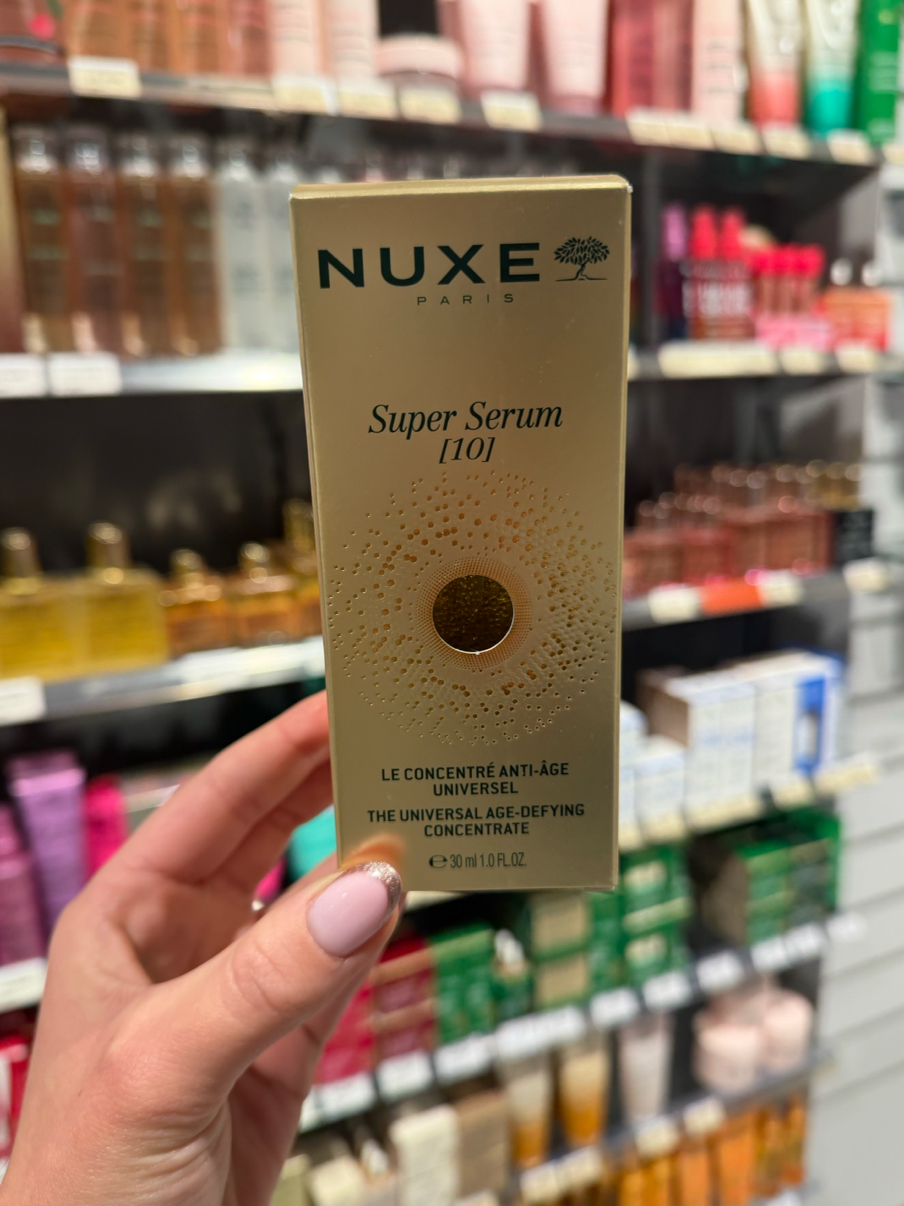 NUXE
PARIS
Super Serum
[10]
LE CONCENTRÉ ANTI-ÂGE
UNIVERSEL
THE UNIVERSAL AGE-DEFYING
CONCENTRATE
℮ 30 ml 1.0 FL.OZ.